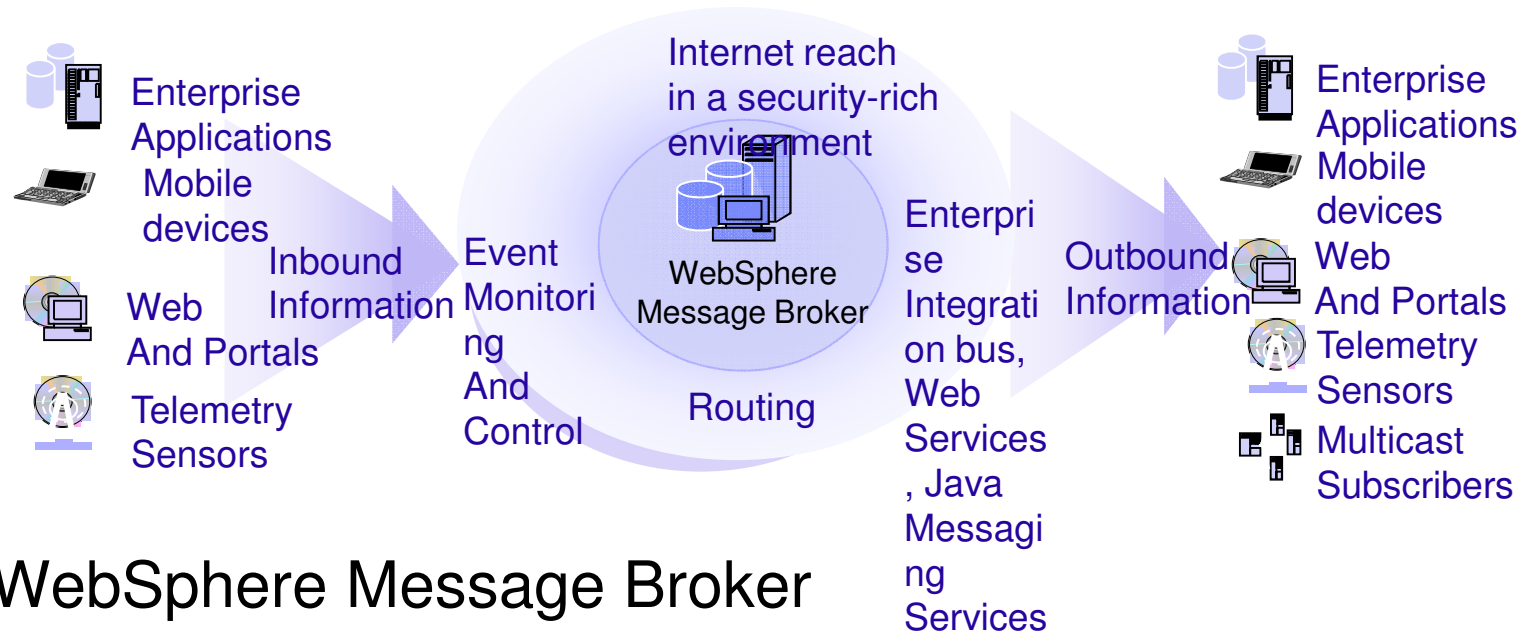 Enterprise
Applications
Mobile
devices
Web
And Portals
Telemetry
Sensors
Inbound
Information
Event
Monitori
ng
And
Control
Internet reach
in a security-rich
environment
WebSphere
Message Broker
Routing
Enterpri
se
Integrati
on bus,
Web
Services
, Java
Messagi
ng
Services
Outbound
Information
Enterprise
Applications
Mobile
devices
Web
And Portals
Telemetry
Sensors
Multicast
Subscribers
WebSphere Message Broker